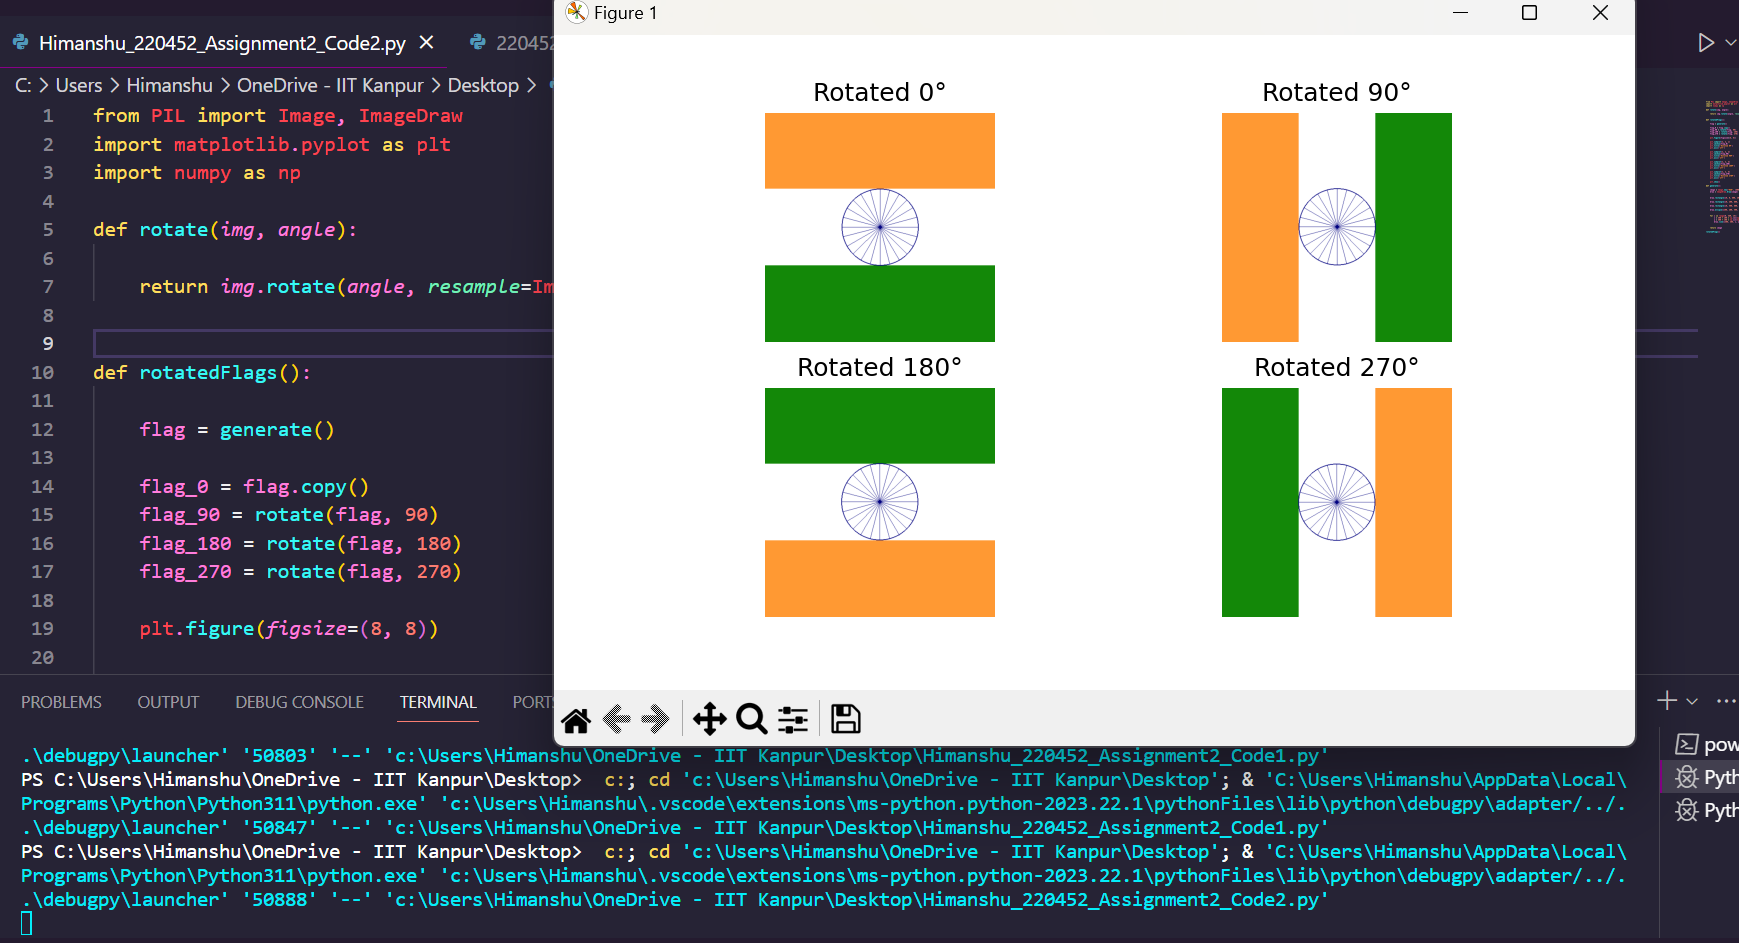 Figure 1
Himanshu_220452_Assignment2_Code2.py
C: > Users > Himanshu > OneDrive - IIT Kanpur > Desktop >
1 from PIL import Image, ImageDraw
2 import matplotlib.pyplot as plt
3 import numpy as np
4
5 def rotate(img, angle):
6
7 return img.rotate(angle, resample=Im
8
9
10 def rotatedFlags():
11
12 flag = generate()
13
14 flag_0 = flag.copy()
15 flag_90 = rotate(flag, 90)
16 flag_180 = rotate(flag, 180)
17 flag_270 = rotate(flag, 270)
18
19 plt.figure(figsize=(8, 8))
20
Rotated 0° Rotated 90°
Rotated 180° Rotated 270°
PROBLEMS OUTPUT DEBUG CONSOLE TERMINAL PORTS
.\debugpy\launcher' '50803' '--' 'c:\Users\Himanshu\OneDrive - IIT Kanpur\Desktop\Himanshu_220452_Assignment2_Code1.py'
PS C:\Users\Himanshu\OneDrive - IIT Kanpur\Desktop>  c:; cd 'c:\Users\Himanshu\OneDrive - IIT Kanpur\Desktop'; & 'C:\Users\Himanshu\AppData\Local\
Programs\Python\Python311\python.exe' 'c:\Users\Himanshu\.vscode\extensions\ms-python.python-2023.22.1\pythonFiles\lib\python\debugpy\adapter/../.
.\debugpy\launcher' '50847' '--' 'c:\Users\Himanshu\OneDrive - IIT Kanpur\Desktop\Himanshu_220452_Assignment2_Code1.py'
PS C:\Users\Himanshu\OneDrive - IIT Kanpur\Desktop>  c:; cd 'c:\Users\Himanshu\OneDrive - IIT Kanpur\Desktop'; & 'C:\Users\Himanshu\AppData\Local\
Programs\Python\Python311\python.exe' 'c:\Users\Himanshu\.vscode\extensions\ms-python.python-2023.22.1\pythonFiles\lib\python\debugpy\adapter/../.
.\debugpy\launcher' '50888' '--' 'c:\Users\Himanshu\OneDrive - IIT Kanpur\Desktop\Himanshu_220452_Assignment2_Code2.py'
pow
Pyth
Pyth